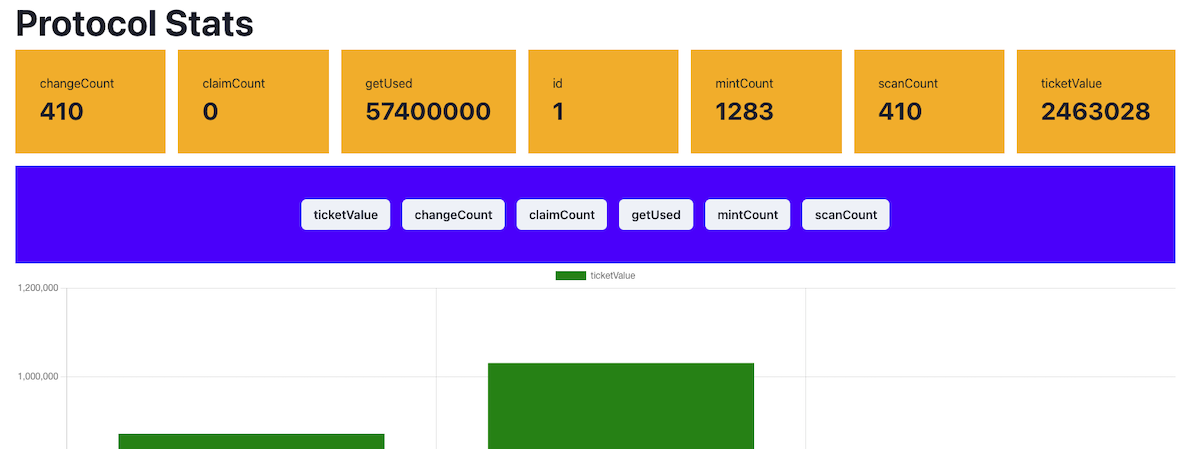 Protocol Stats
changeCount claimCount getUsed id mintCount scanCount ticketValue
410 0 57400000 1 1283 410 2463028
ticketValue changeCount claimCount getUsed mintCount scanCount
ticketValue
1,200,000
1,000,000